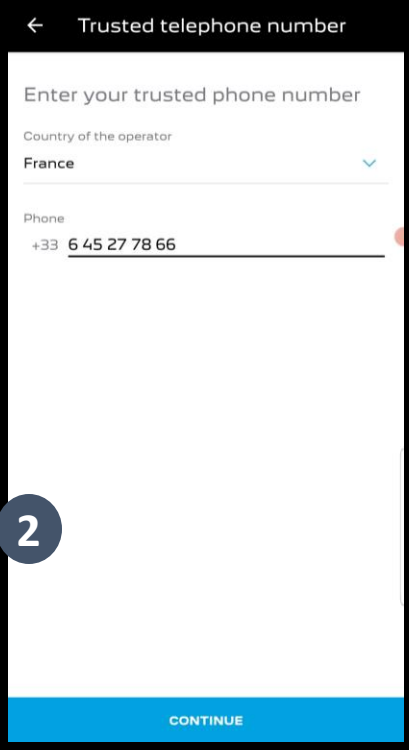 Trusted telephone number
Enter your trusted phone number
Country of the operator
France
Phone
+33 6 45 27 78 66
2
CONTINUE